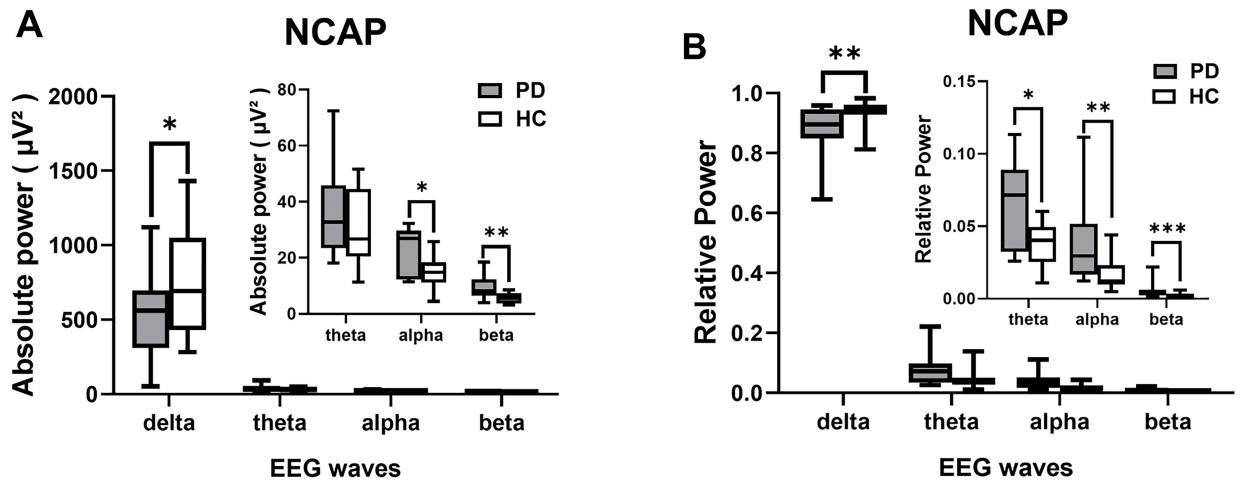 A
NCAP
Absolute power ( μV² )
2000
1500
1000
500
0
*
delta
theta
alpha
beta
EEG waves
Absolute power ( μV² )
80
60
40
20
0
*
**
theta
alpha
beta
PD
HC
B
NCAP
Relative Power
1.0
0.8
0.6
0.4
0.2
0.0
**
delta
theta
alpha
beta
EEG waves
Relative Power
0.15
0.10
0.05
0.00
*
**
***
theta
alpha
beta
PD
HC